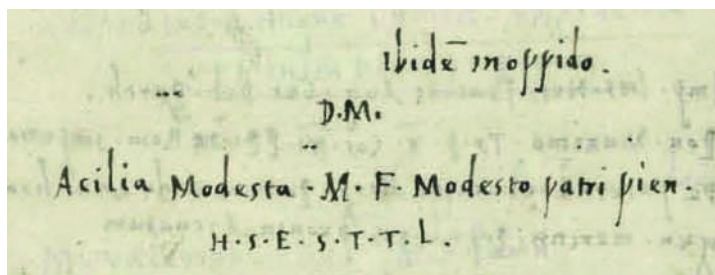 Ibidē in oppido.
D.M.
Acilia Modesta · M · F · Modesto patri pien.
H · S · E · S · T · T · L .